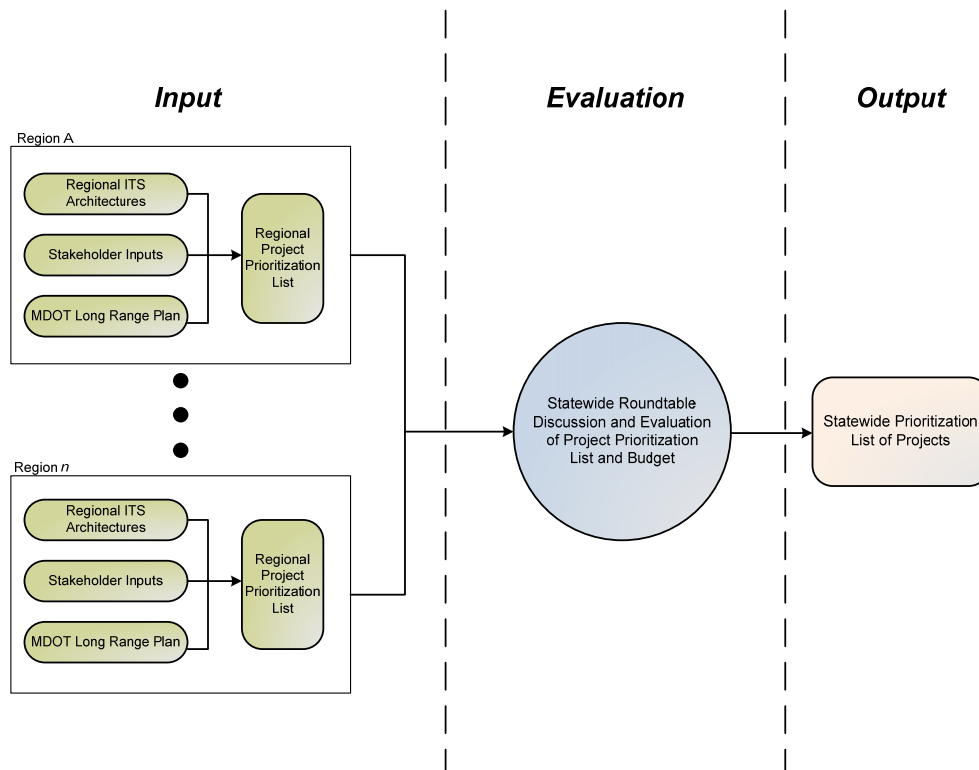 Input
Evaluation
Output
Region A
Regional ITS
Architectures
Stakeholder Inputs
MDOT Long Range Plan
Regional
Project
Prioritization
List
Region n
Regional ITS
Architectures
Stakeholder Inputs
MDOT Long Range Plan
Regional
Project
Prioritization
List
Statewide Roundtable
Discussion and Evaluation
of Project Prioritization
List and Budget
Statewide Prioritization
List of Projects